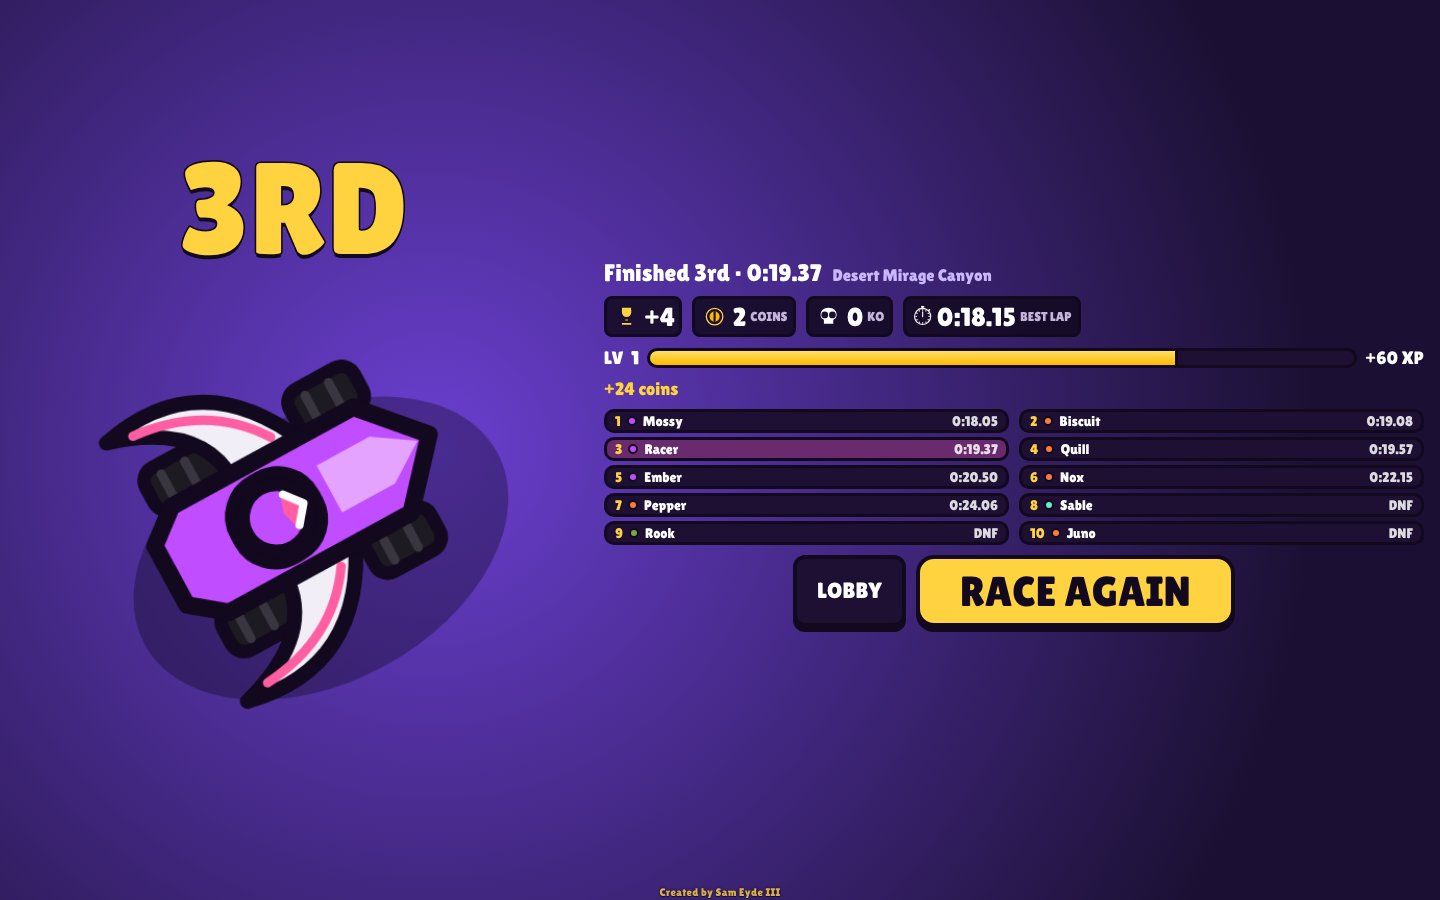 3RD
Finished 3rd · 0:19.37 Desert Mirage Canyon
+4 2 COINS 0 KO 0:18.15 BEST LAP
LV 1 +60 XP
+24 coins
1 Mossy 0:18.05 2 Biscuit 0:19.08
3 Racer 0:19.37 4 Quill 0:19.57
5 Ember 0:20.50 6 Nox 0:22.15
7 Pepper 0:24.06 8 Sable DNF
9 Rook DNF 10 Juno DNF
LOBBY RACE AGAIN
Created by Sam Eyde III